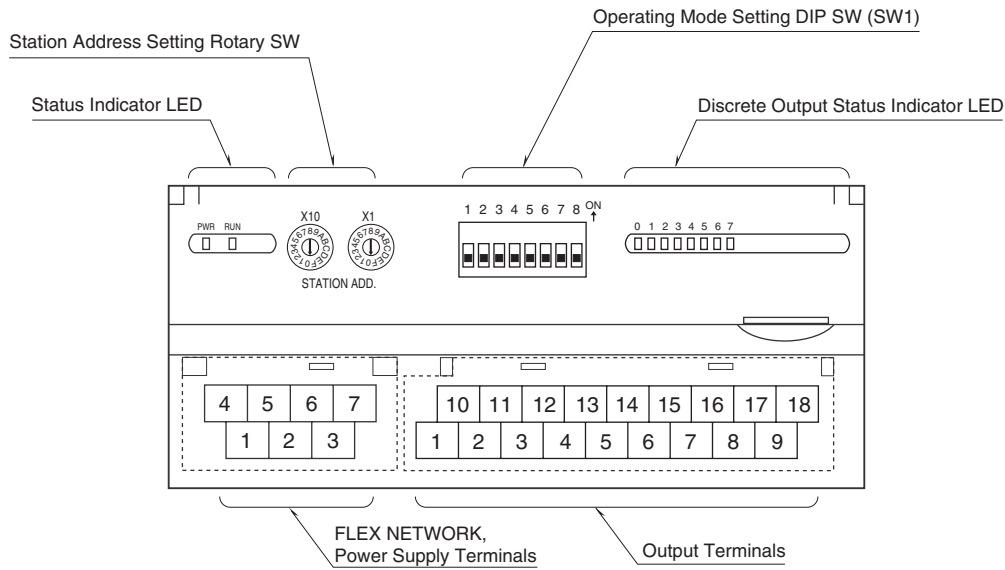 Operating Mode Setting DIP SW (SW1)
Station Address Setting Rotary SW
Status Indicator LED
Discrete Output Status Indicator LED
PWR RUN
X10
X1
0123456789ABCDEF
0123456789ABCDEF
STATION ADD.
1 2 3 4 5 6 7 8 ON
0 1 2 3 4 5 6 7
4 5 6 7
1 2 3
10 11 12 13 14 15 16 17 18
1 2 3 4 5 6 7 8 9
FLEX NETWORK,
Power Supply Terminals
Output Terminals